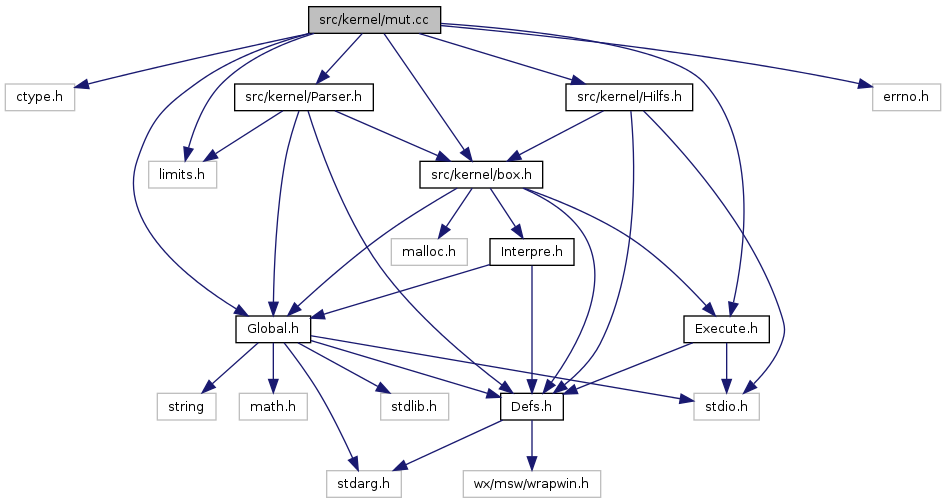 src/kernel/mut.cc
ctype.h
src/kernel/Parser.h
src/kernel/Hilfs.h
errno.h
limits.h
src/kernel/box.h
malloc.h
Interpre.h
Global.h
Execute.h
string
math.h
stdlib.h
Defs.h
stdio.h
stdarg.h
wx/msw/wrapwin.h